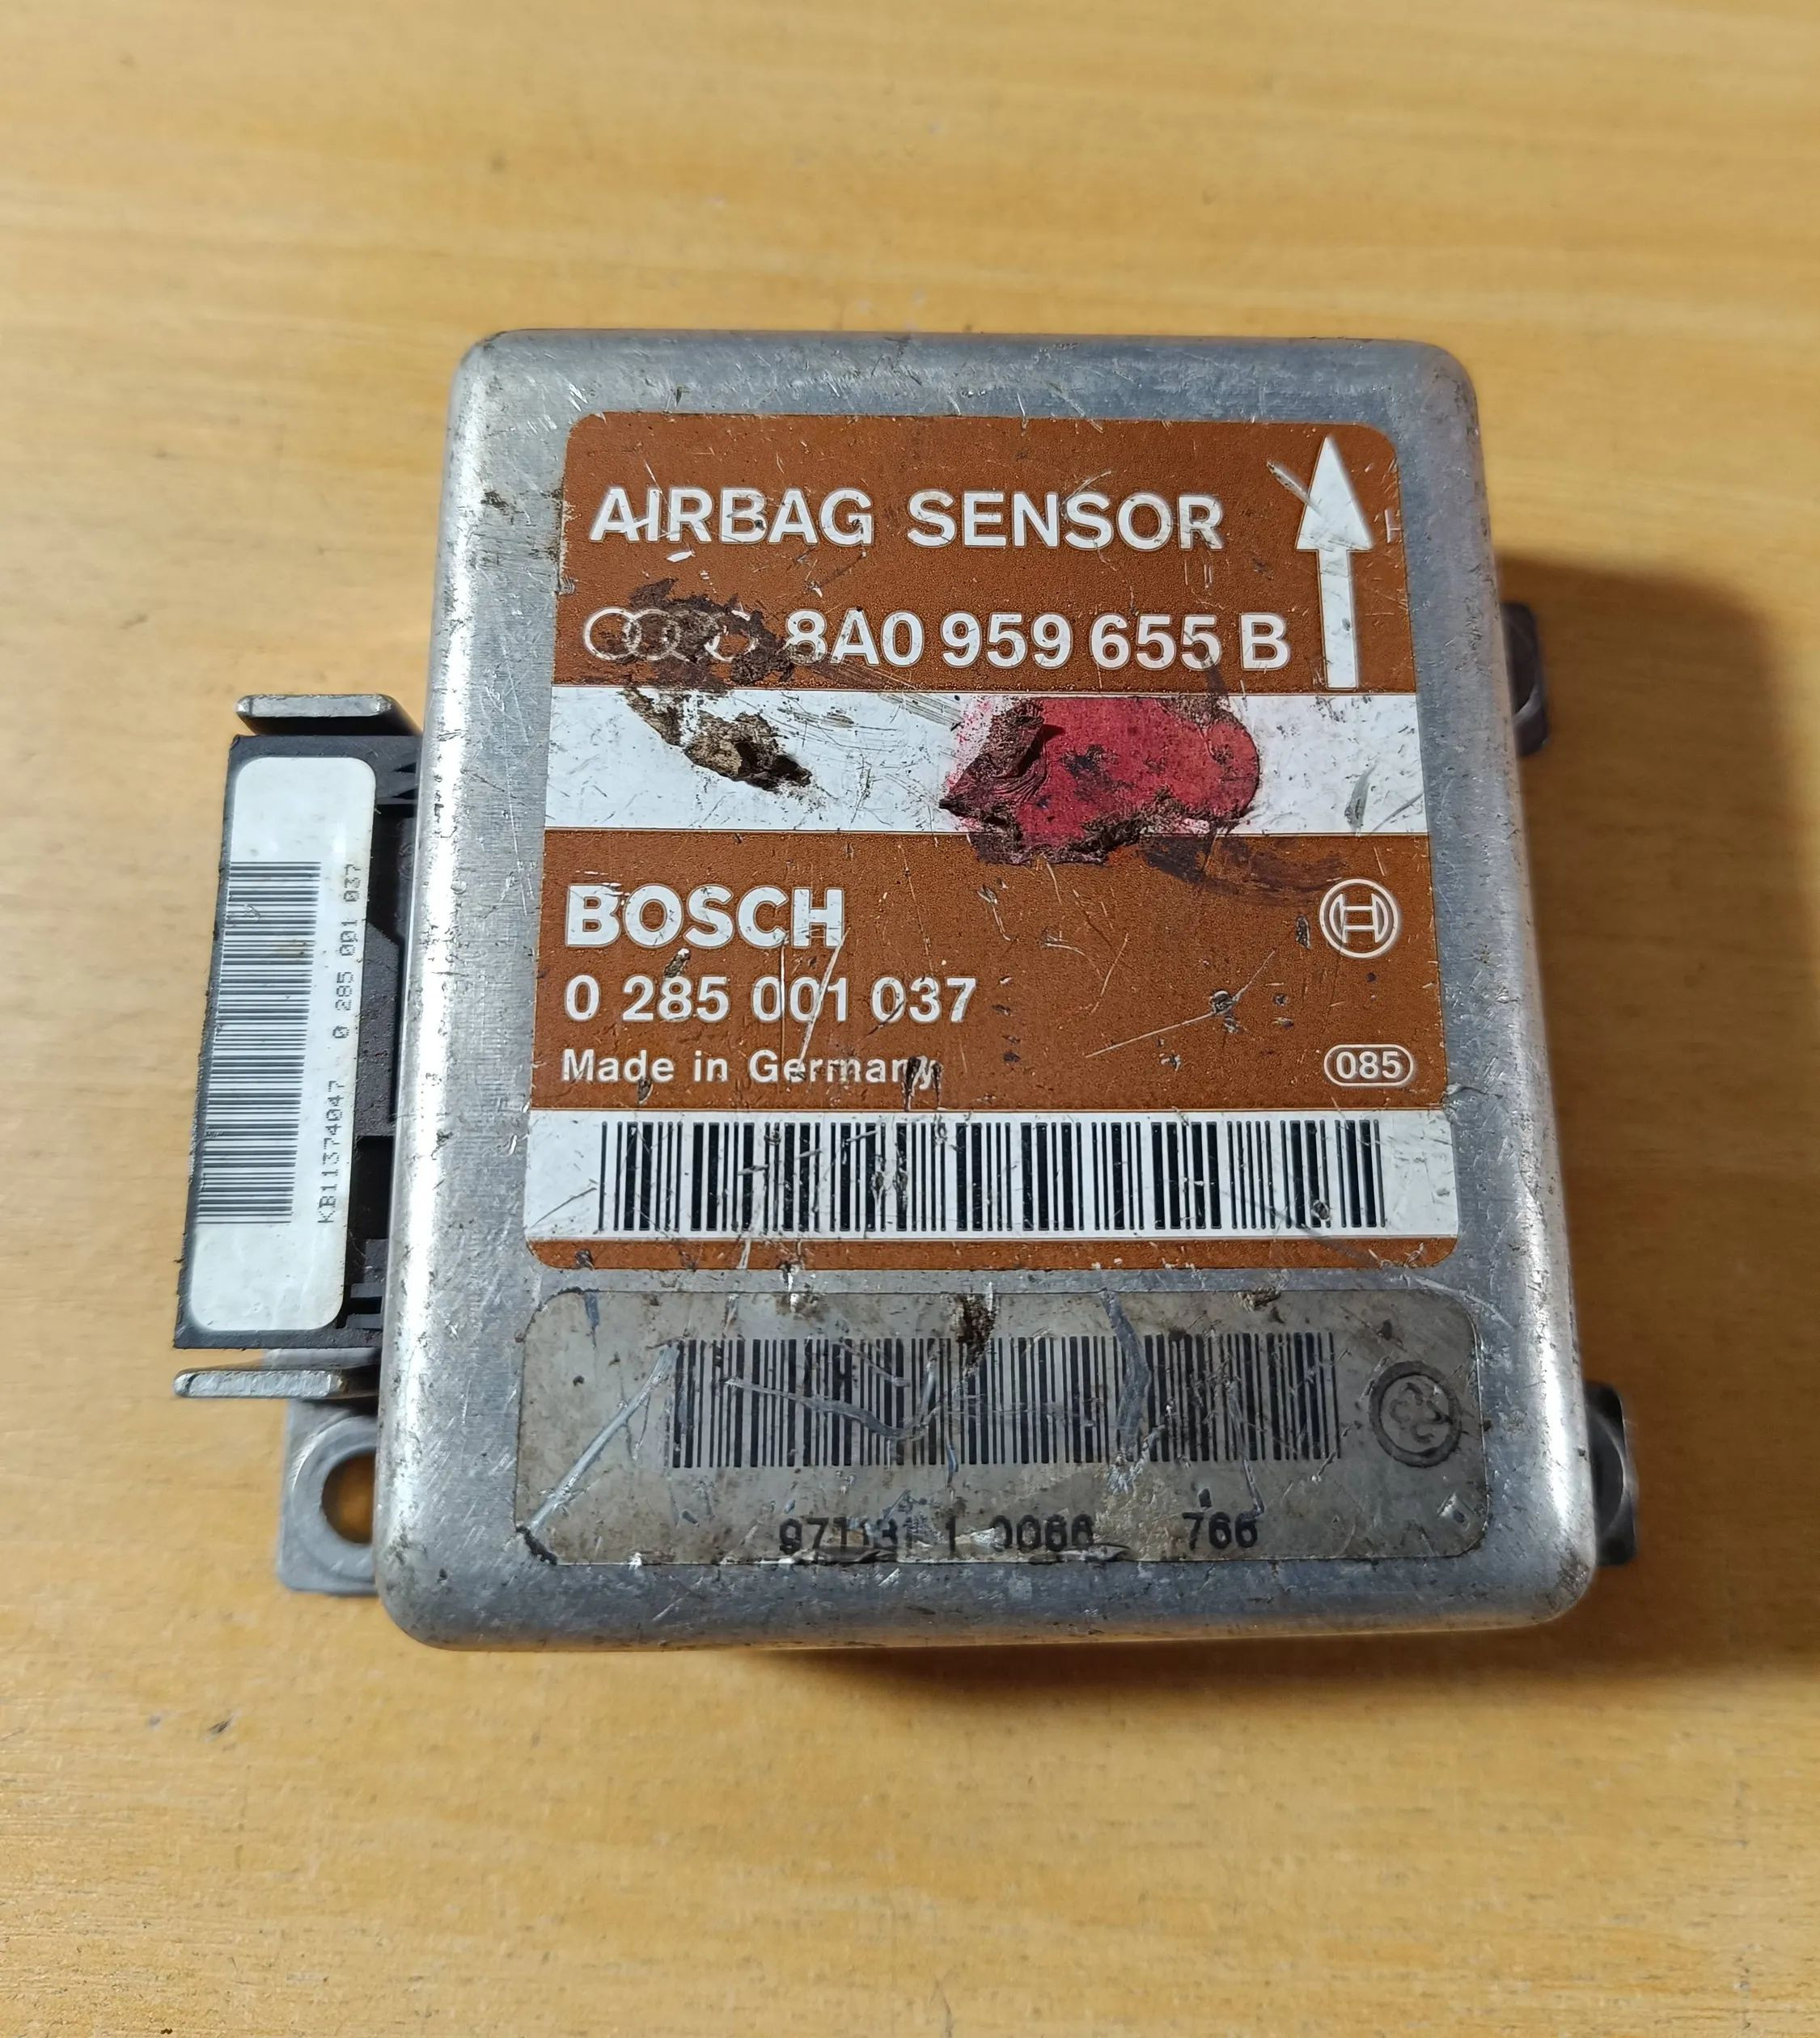 AIRBAG SENSOR
8A0 959 655 B
BOSCH
0 285 001 037
Made in Germany
085
766
KB11374047 0 285 001 037